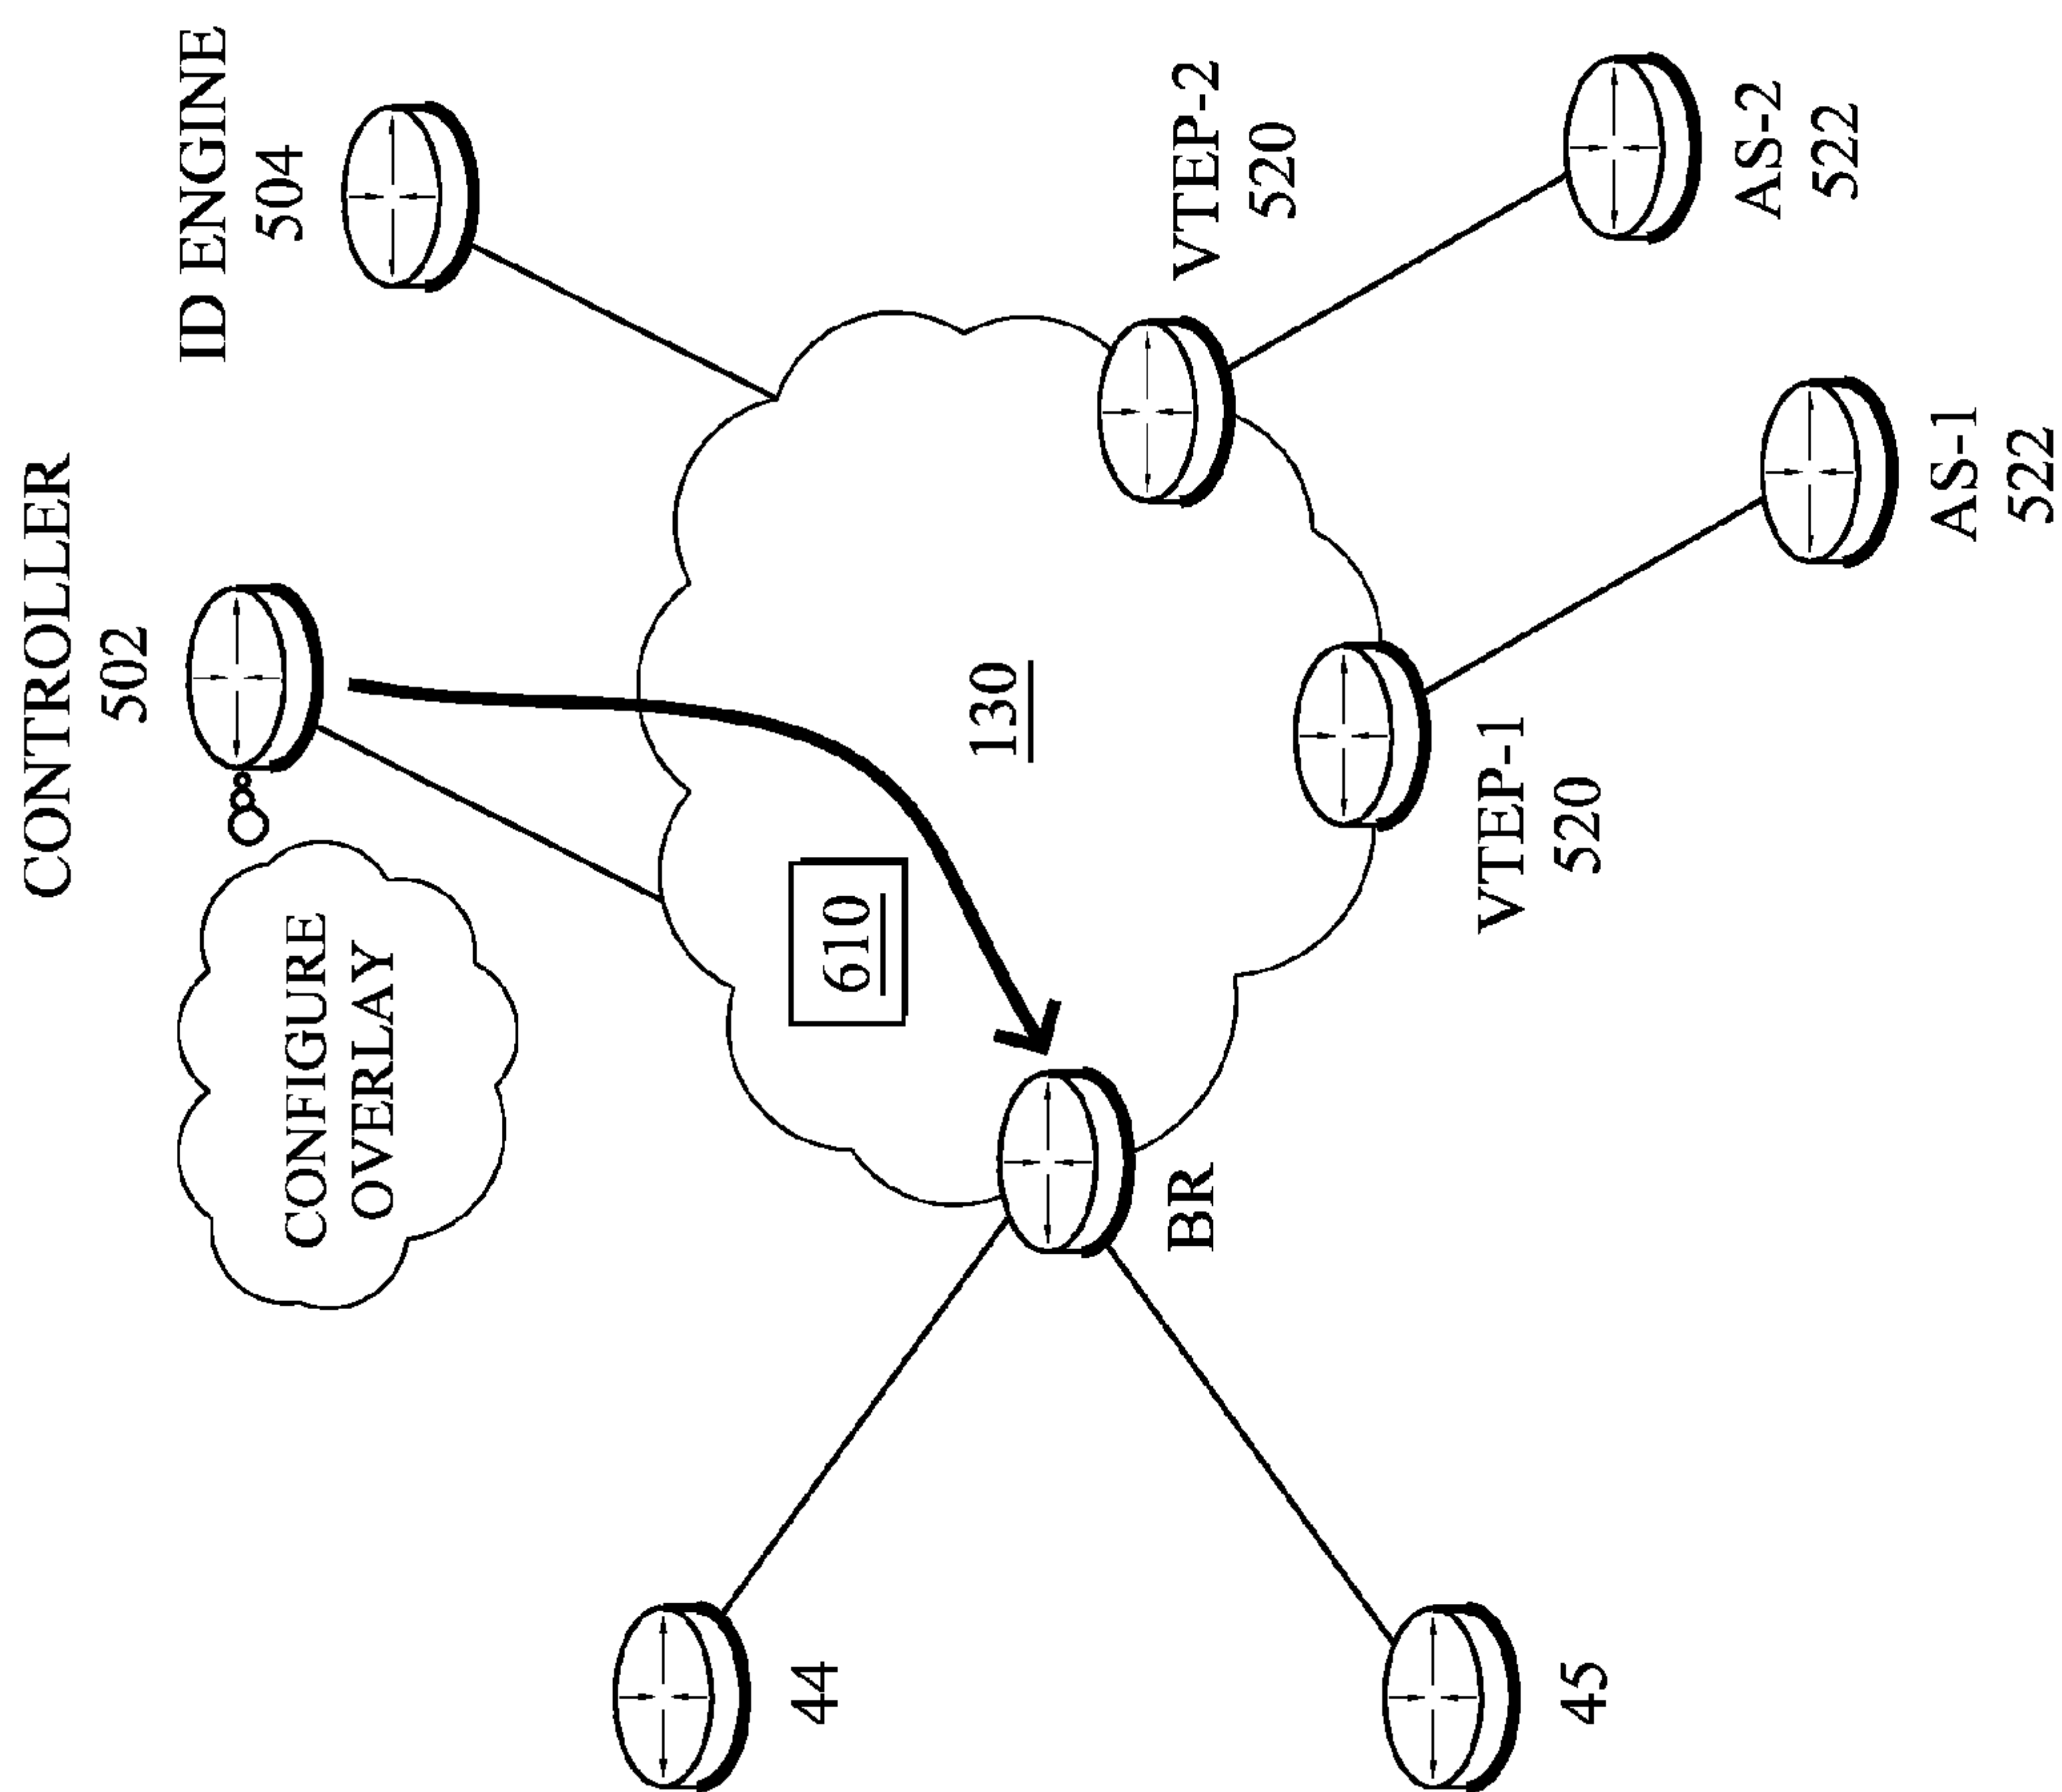 CONTROLLER
502
ID ENGINE
504
CONFIGURE
OVERLAY
610
130
44
BR
VTEP-2
520
VTEP-1
520
45
AS-2
522
AS-1
522